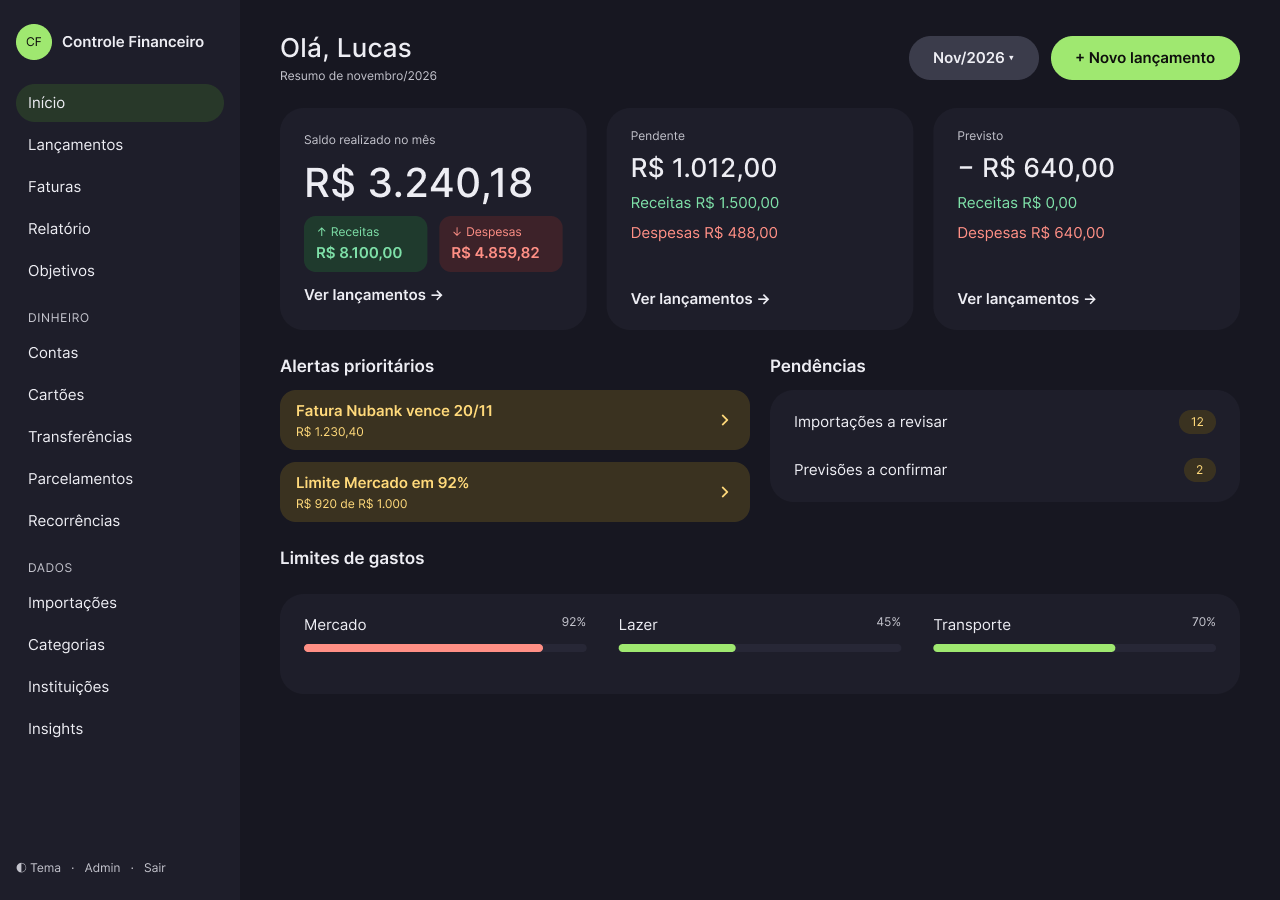 CF
Controle Financeiro
Início
Lançamentos
Faturas
Relatório
Objetivos
DINHEIRO
Contas
Cartões
Transferências
Parcelamentos
Recorrências
DADOS
Importações
Categorias
Instituições
Insights
◐ Tema · Admin · Sair
Olá, Lucas
Resumo de novembro/2026
Nov/2026 ▾
+ Novo lançamento
Saldo realizado no mês
R$ 3.240,18
↑ Receitas
R$ 8.100,00
↓ Despesas
R$ 4.859,82
Ver lançamentos →
Pendente
R$ 1.012,00
Receitas R$ 1.500,00
Despesas R$ 488,00
Ver lançamentos →
Previsto
− R$ 640,00
Receitas R$ 0,00
Despesas R$ 640,00
Ver lançamentos →
Alertas prioritários
Fatura Nubank vence 20/11
R$ 1.230,40
Limite Mercado em 92%
R$ 920 de R$ 1.000
Pendências
Importações a revisar 12
Previsões a confirmar 2
Limites de gastos
Mercado 92%
Lazer 45%
Transporte 70%